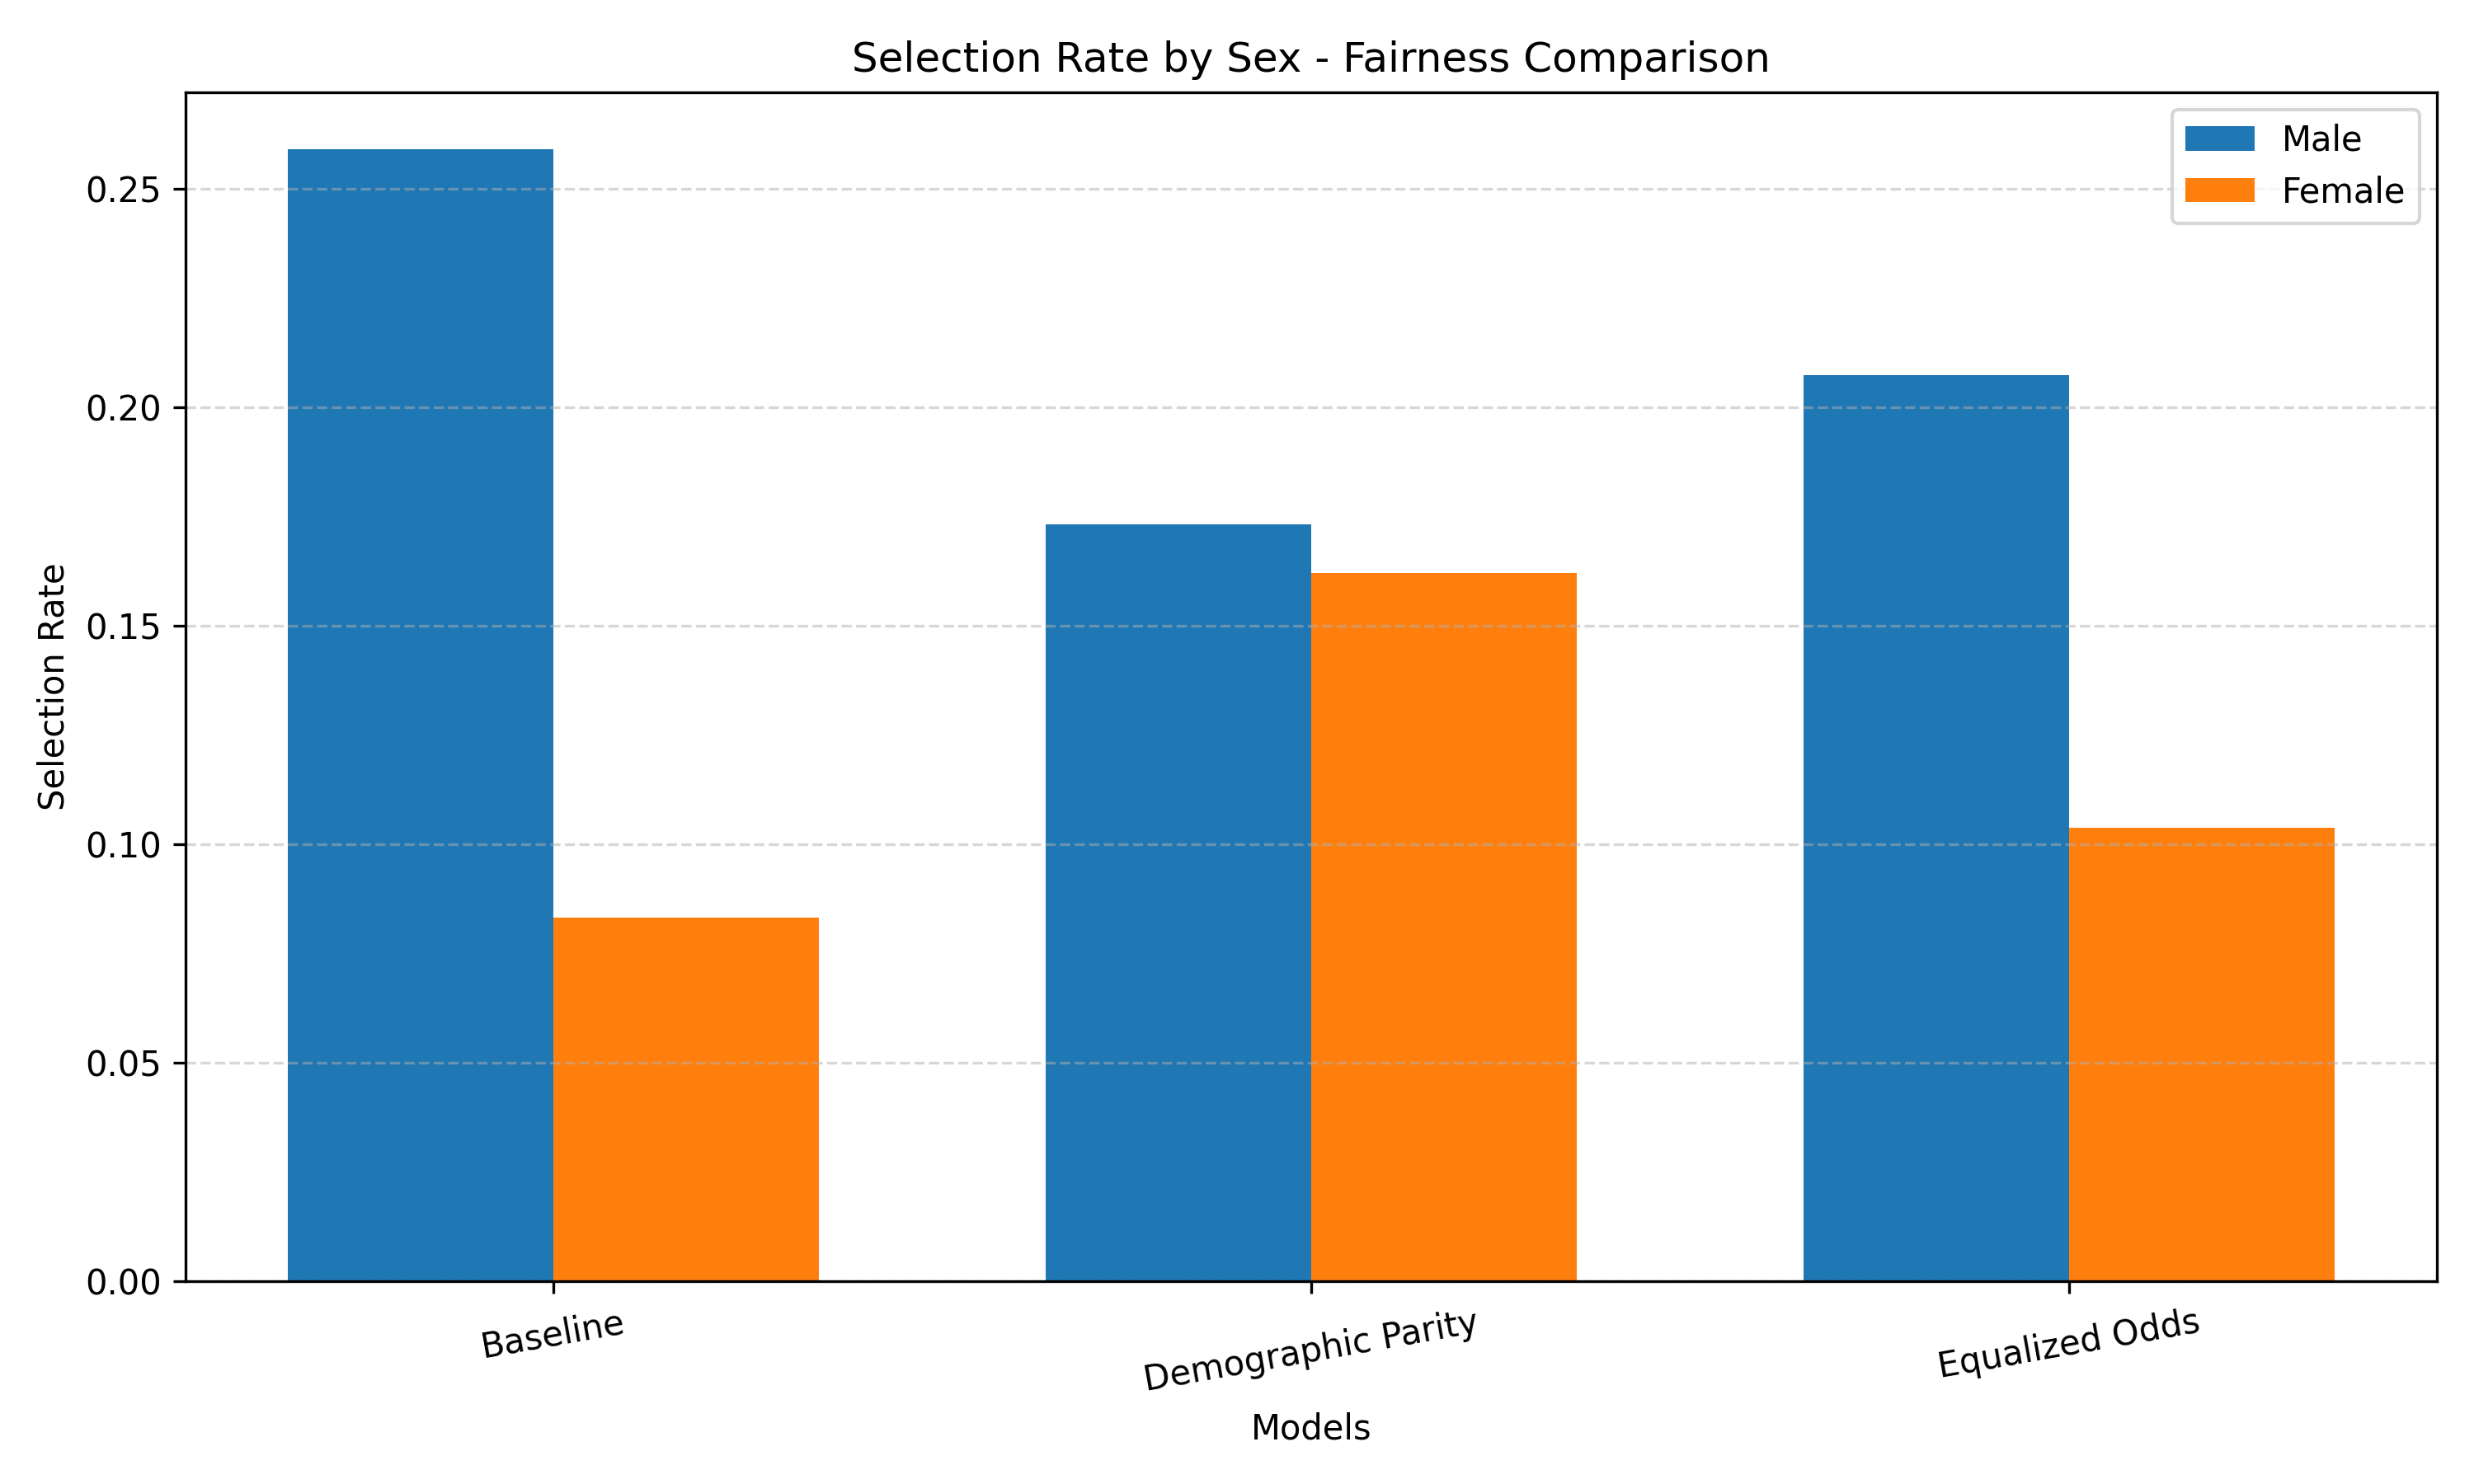 Selection Rate by Sex - Fairness Comparison
Male
Female
Selection Rate
0.25
0.20
0.15
0.10
0.05
0.00
Baseline
Demographic Parity
Equalized Odds
Models